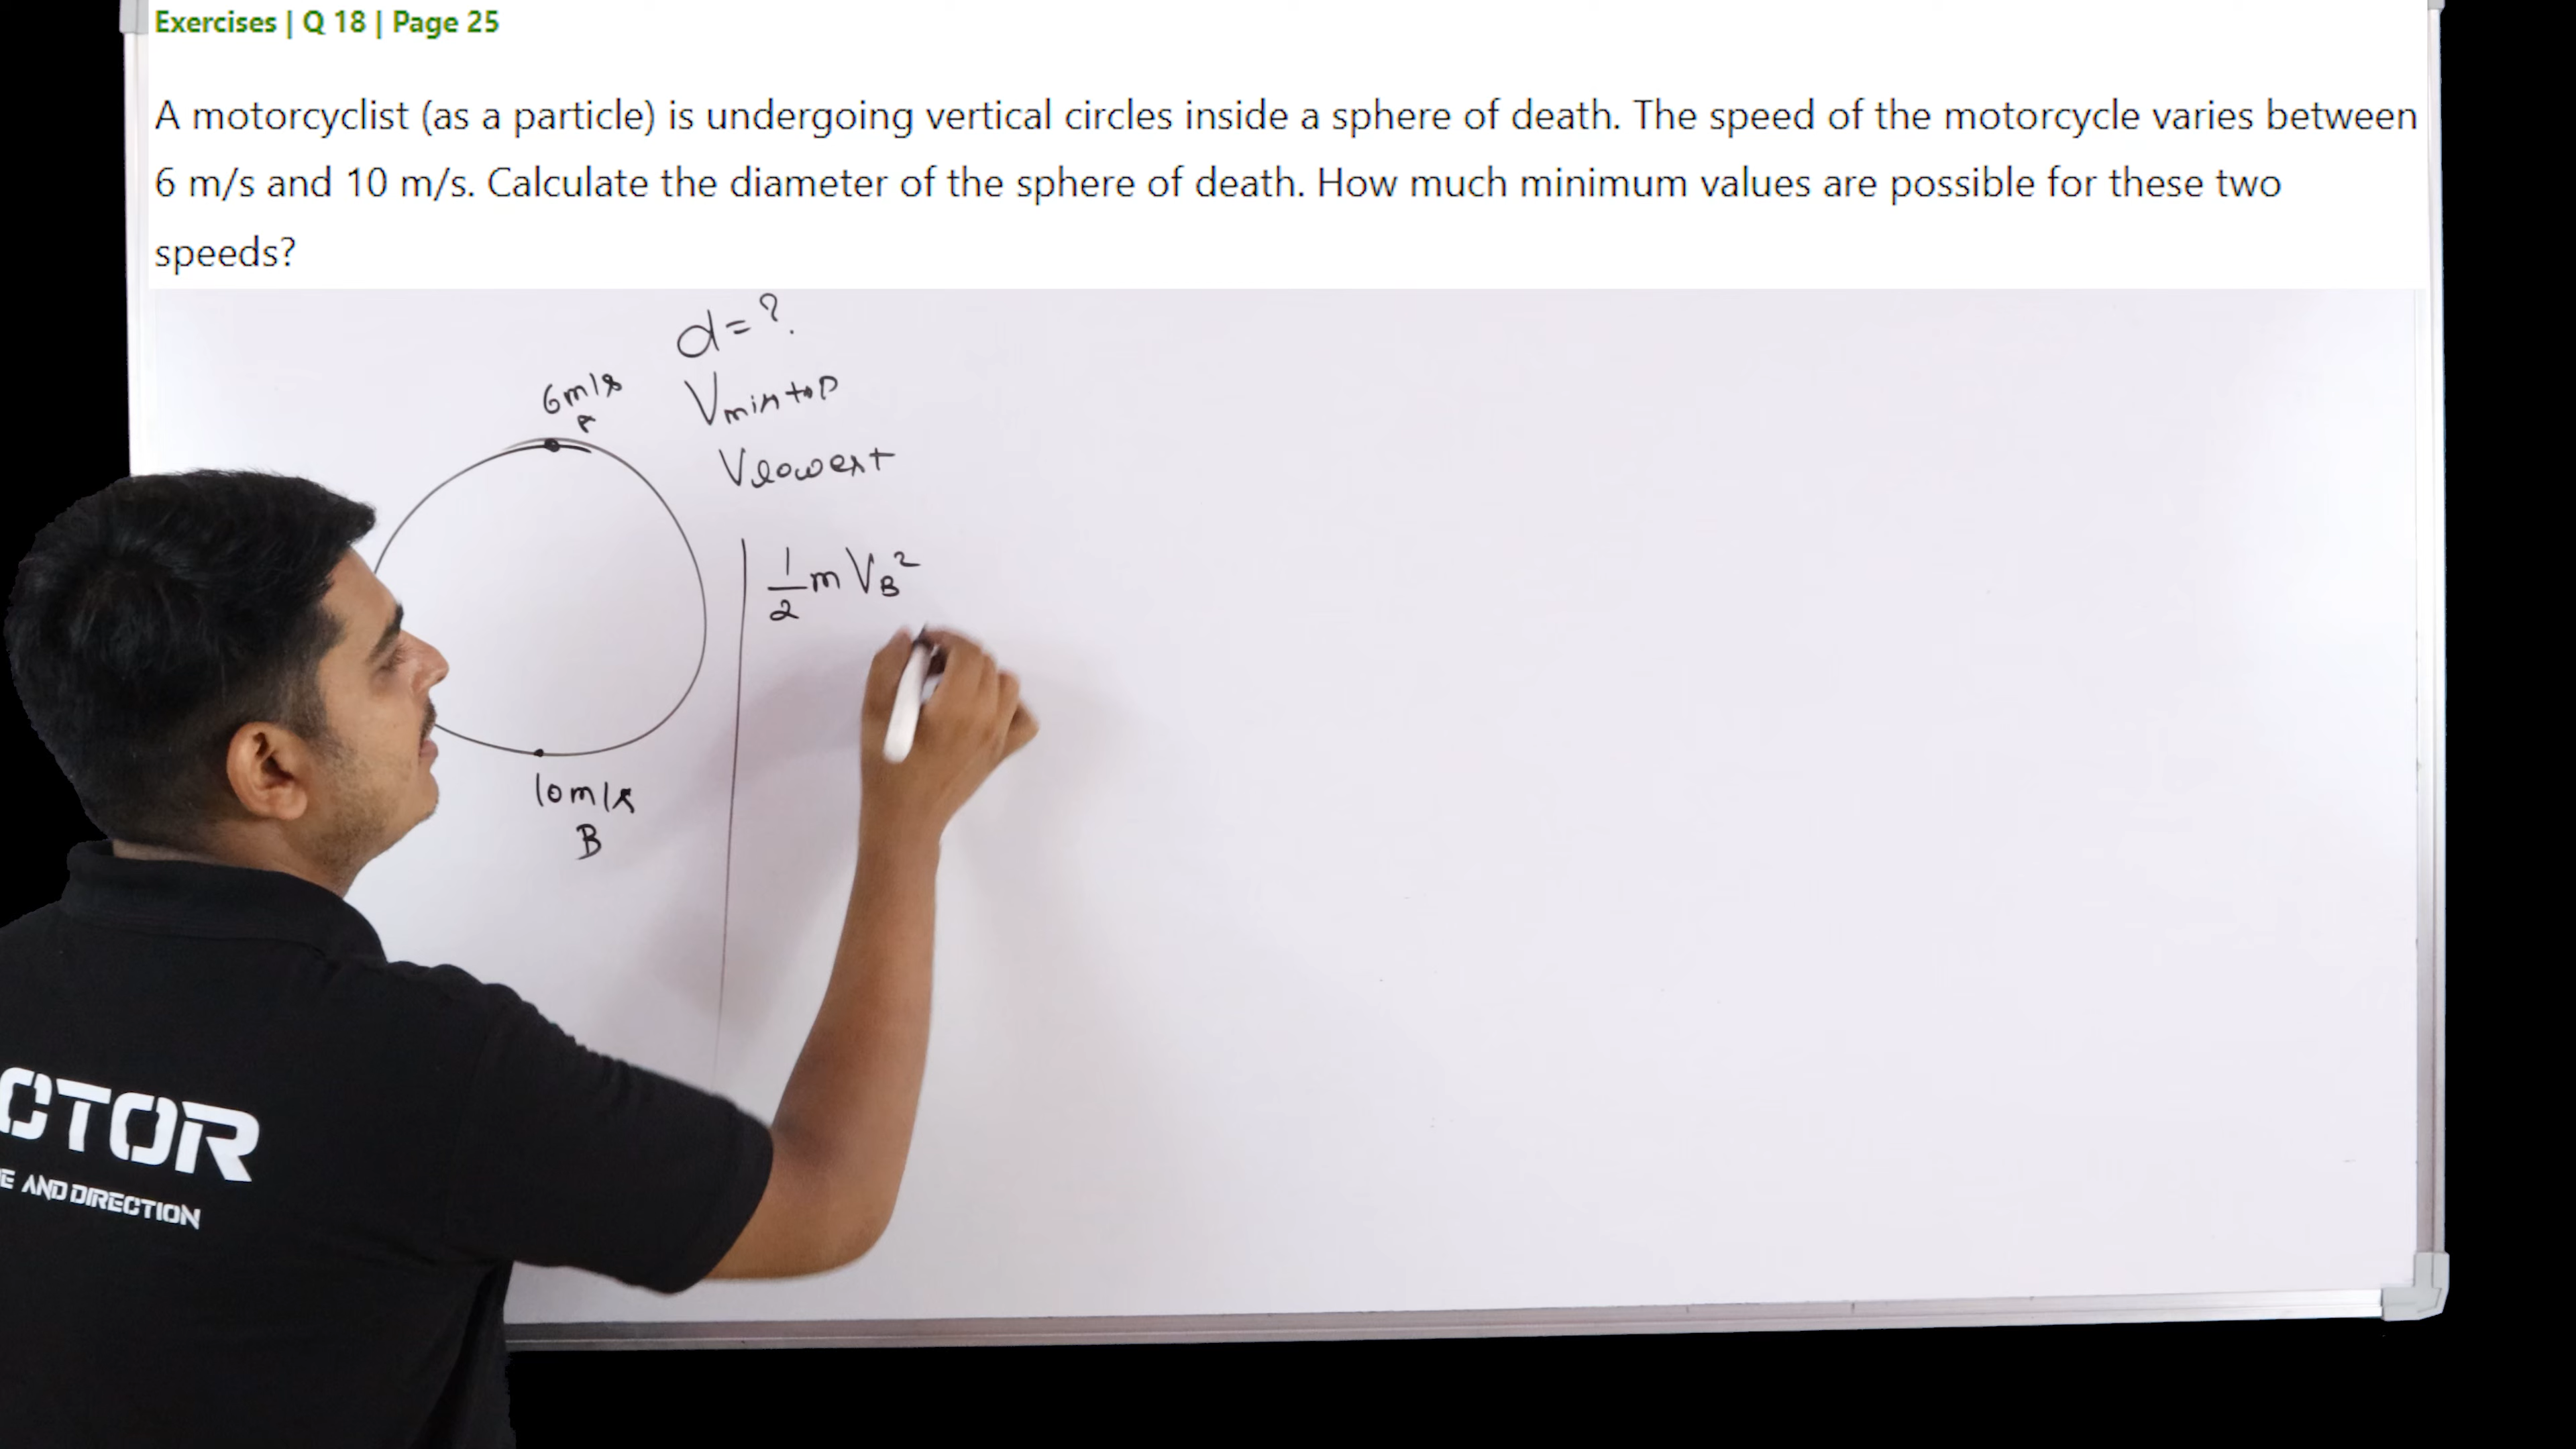 Exercises | Q 18 | Page 25
A motorcyclist (as a particle) is undergoing vertical circles inside a sphere of death. The speed of the motorcycle varies between
6 m/s and 10 m/s. Calculate the diameter of the sphere of death. How much minimum values are possible for these two
speeds?
d = ?.
6m/s
A
Vmin top
Vlowest
1/2 m VB²
10m/s
B
CTOR
E AND DIRECTION